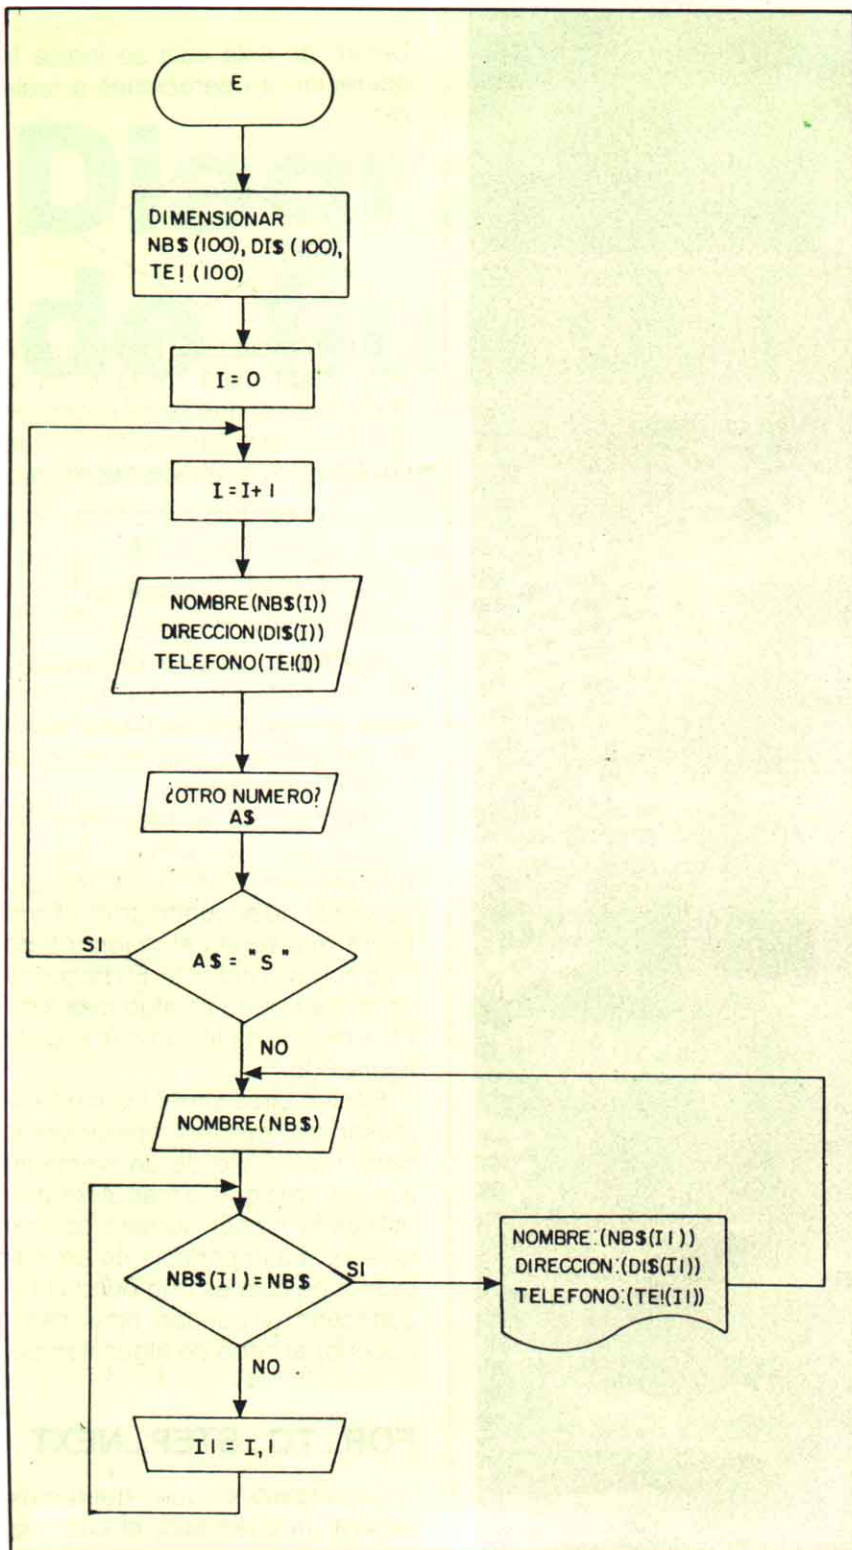 E
DIMENSIONAR
NB$(100), DI$(100),
TE!(100)
I = 0
I = I + 1
NOMBRE(NB$(I))
DIRECCION(DI$(I))
TELEFONO(TE!(I))
¿OTRO NUMERO?
A$
SI
A$ = "S"
NO
NOMBRE(NB$)
NB$(I1)=NB$
SI
NOMBRE:(NB$(I1))
DIRECCION:(DI$(I1))
TELEFONO:(TE!(I1))
NO
I1 = I,1